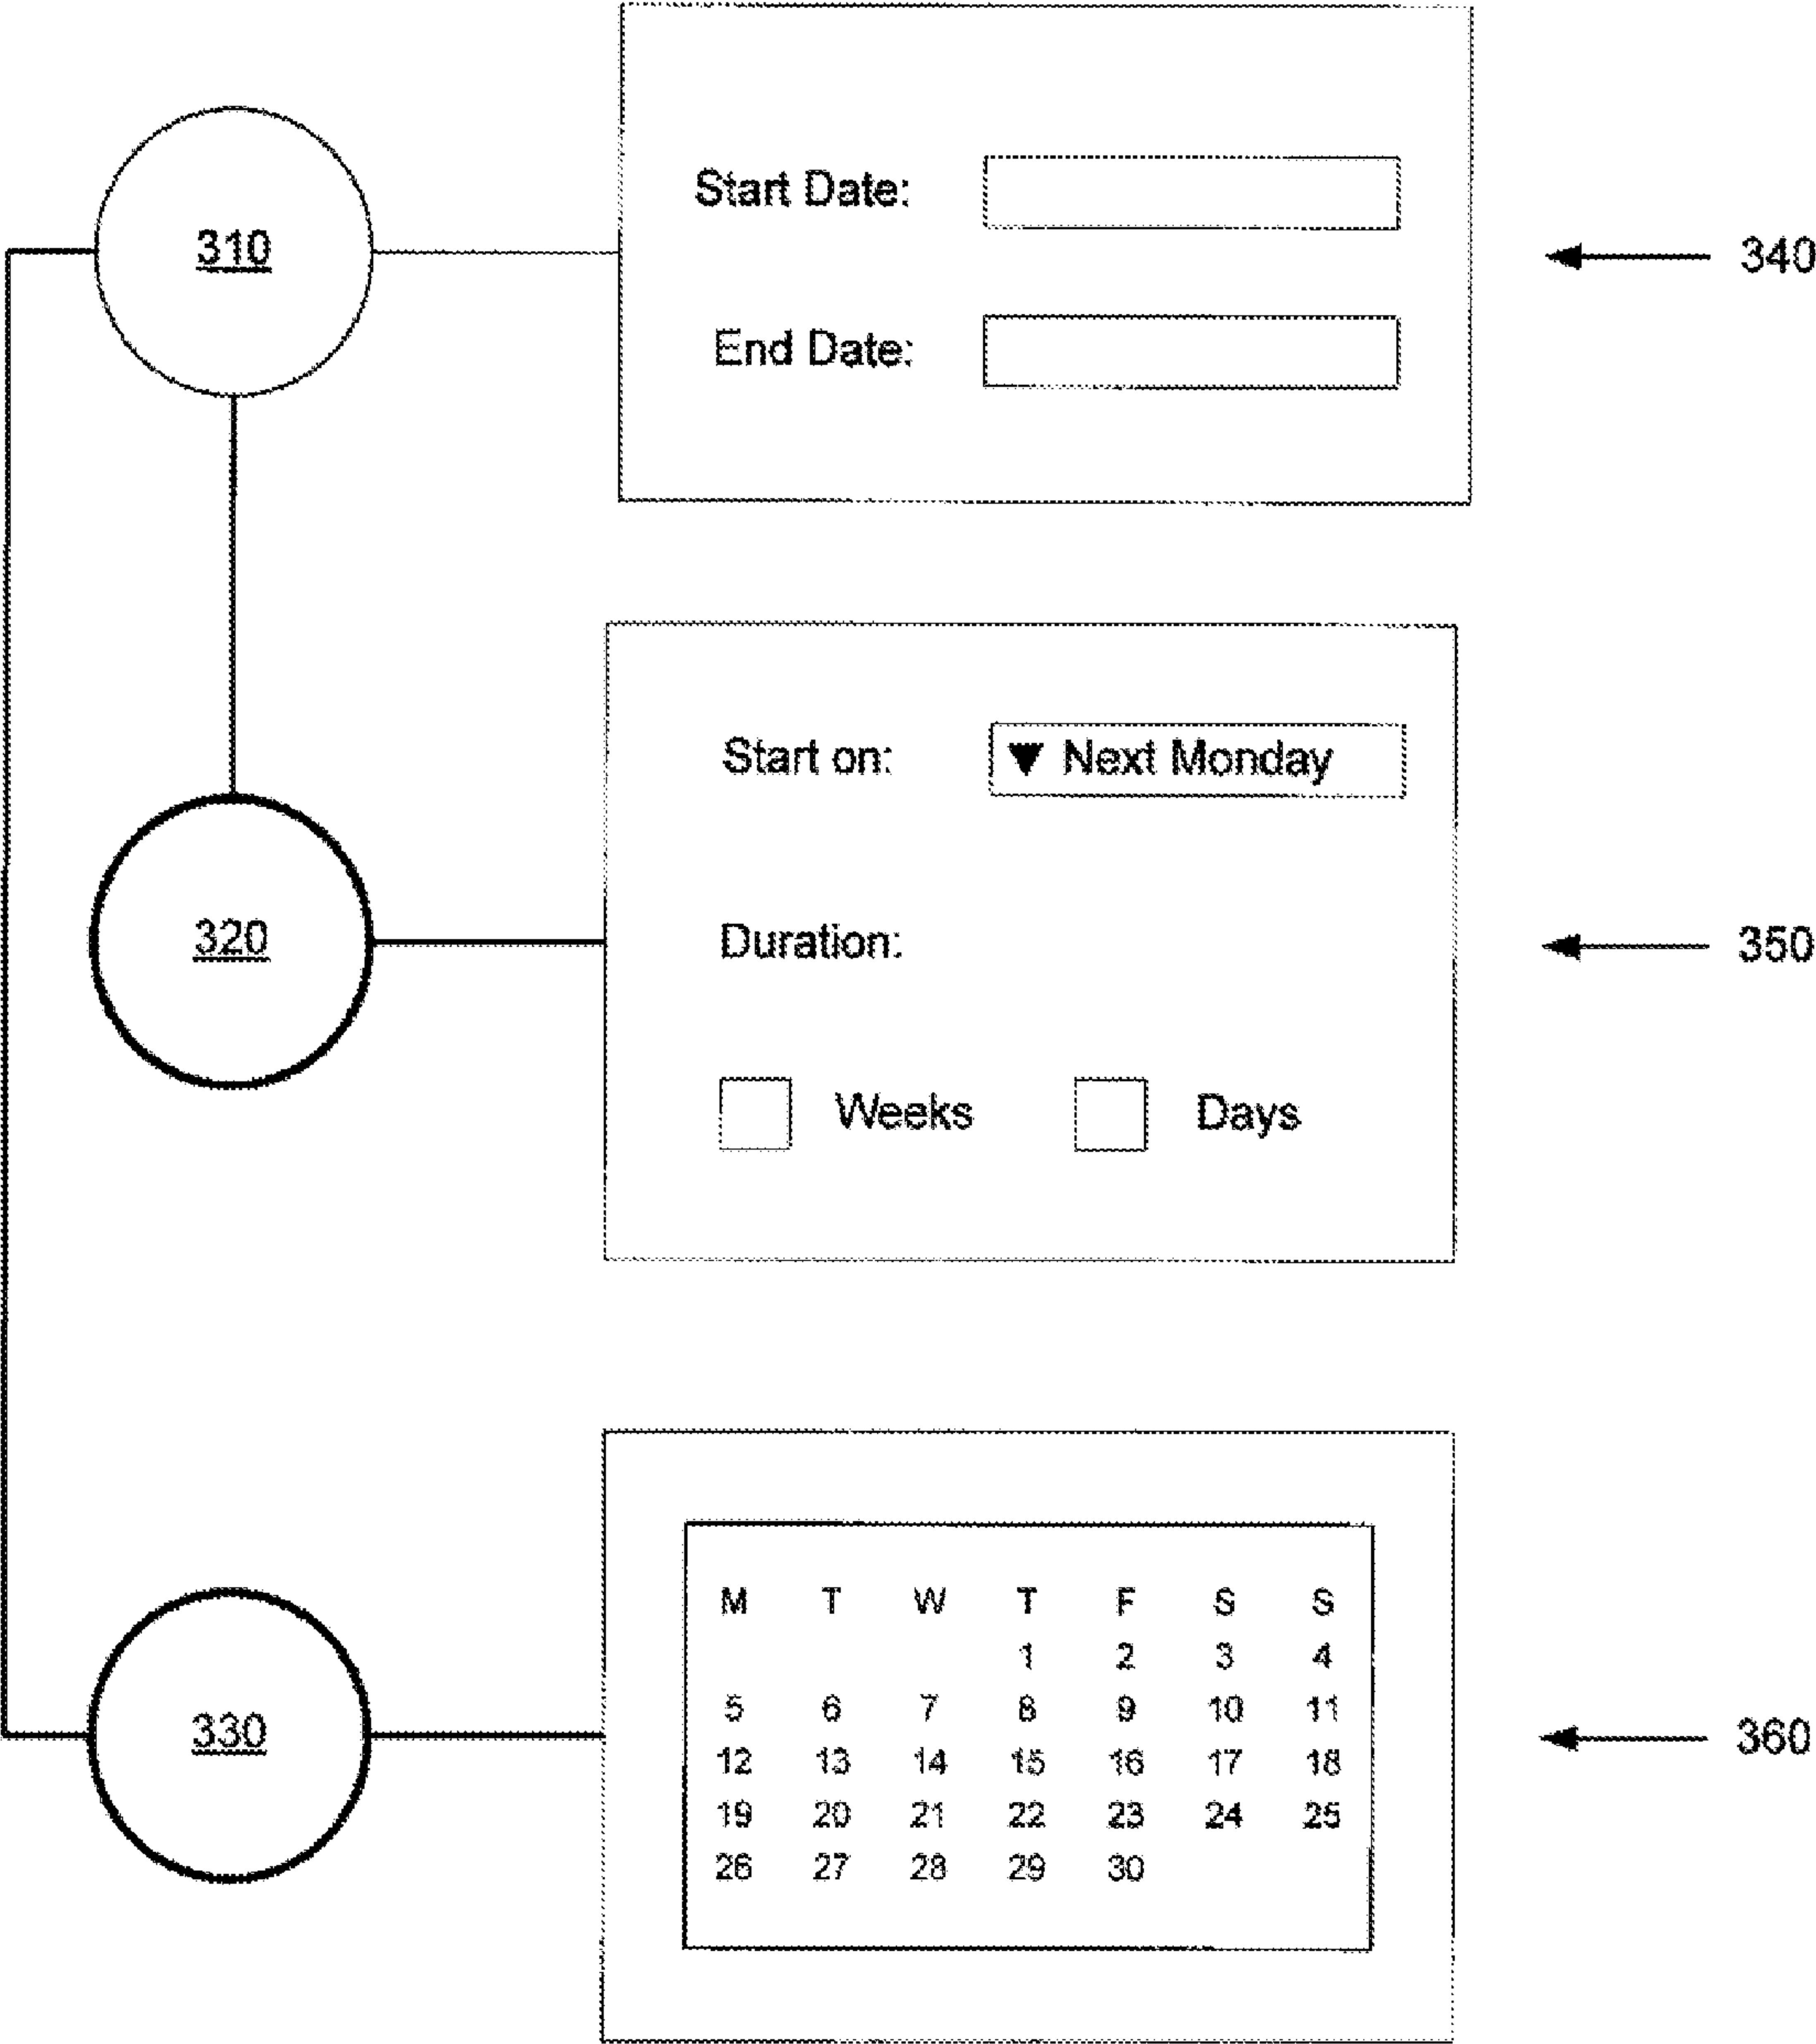 310
Start Date:
340
End Date:
Start on: ▼ Next Monday
320
Duration:
350
Weeks Days
M T W T F S S
1 2 3 4
5 6 7 8 9 10 11
330
360
12 13 14 15 16 17 18
19 20 21 22 23 24 25
26 27 28 29 30